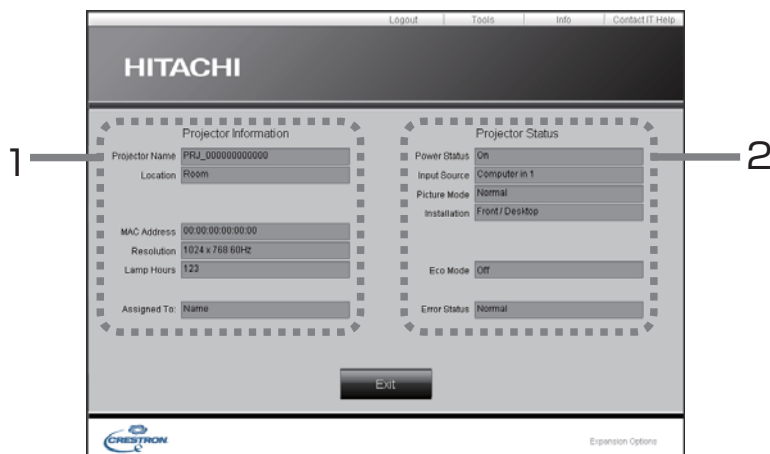 Logout Tools Info Contact IT Help
HITACHI
1
Projector Information
Projector Name PRJ_000000000000
Location Room
MAC Address 00:00:00:00:00:00
Resolution 1024 x 768 60Hz
Lamp Hours 123
Assigned To: Name
2
Projector Status
Power Status On
Input Source Computer in 1
Picture Mode Normal
Installation Front / Desktop
Eco Mode Off
Error Status Normal
Exit
CRESTRON
Expansion Options